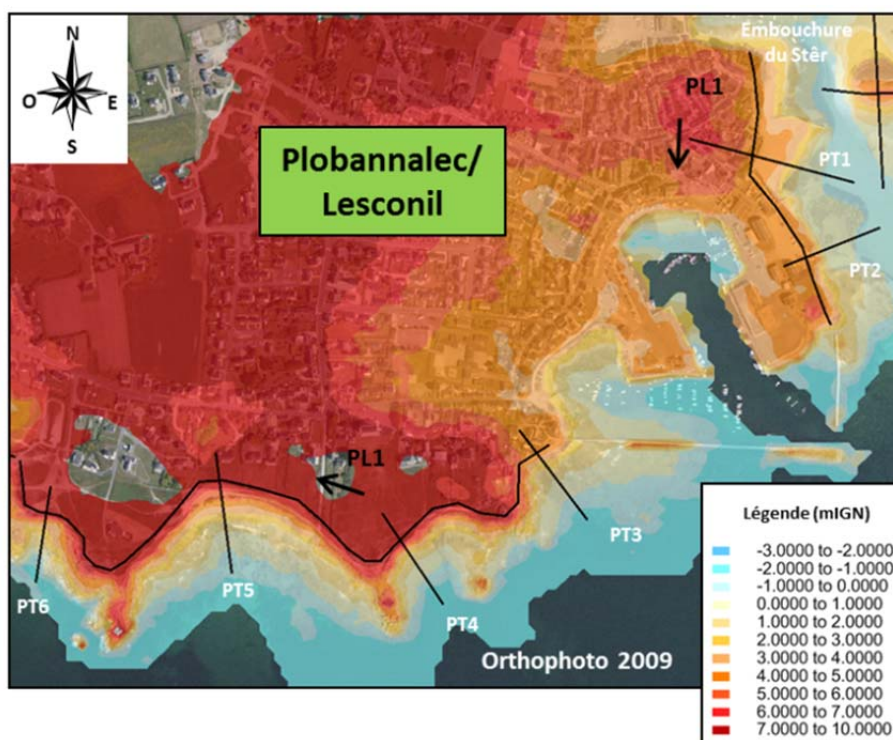 N
O
E
S
Embouchure
du Stêr
PL1
PT1
Plobannalec/
Lesconil
PT2
PL1
PT3
PT5
PT6
PT4
Orthophoto 2009
Légende (mIGN)
-3.0000 to -2.0000
-2.0000 to -1.0000
-1.0000 to 0.0000
0.0000 to 1.0000
1.0000 to 2.0000
2.0000 to 3.0000
3.0000 to 4.0000
4.0000 to 5.0000
5.0000 to 6.0000
6.0000 to 7.0000
7.0000 to 10.0000